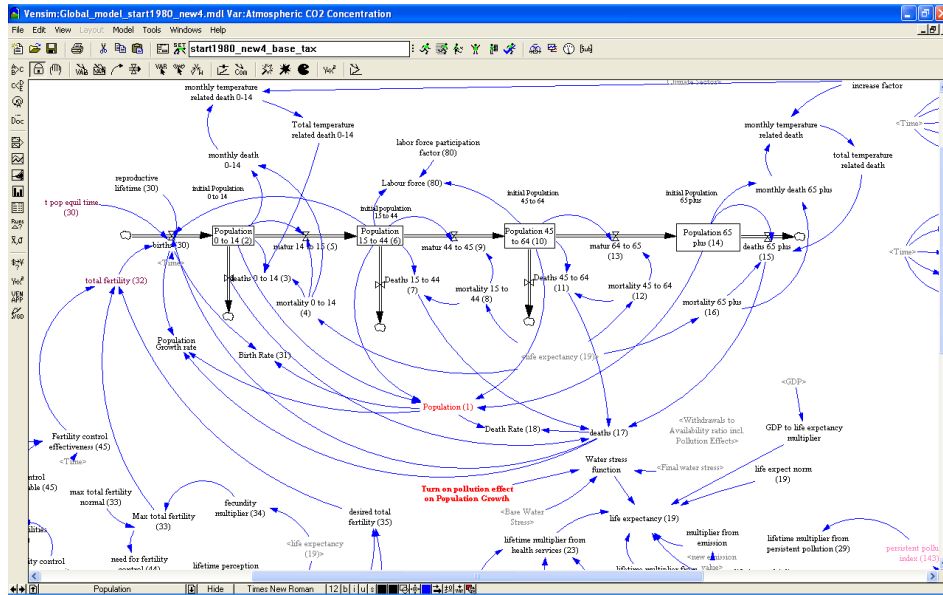 Vensim:Global_model_start1980_new4.mdl Var:Atmospheric CO2 Concentration
File Edit View Layout Model Tools Windows Help
start1980_new4_base_tax
monthly temperature
related death 0-14
Total temperature
related death 0-14
monthly death
0-14
labor force participation
factor (80)
Labour force (80)
increase factor
monthly temperature
related death
<Time>
total temperature
related death
monthly death 65 plus
reproductive
lifetime (30)
t pop equil time
(30)
initial Population
0 to 14
initial Population
15 to 44
initial Population
45 to 64
initial Population
65 plus
births (30)
Population
0 to 14 (2)
matur 14 to 15 (5)
Population
15 to 44 (6)
matur 44 to 45 (9)
Population 45
to 64 (10)
matur 64 to 65
(13)
Population 65
plus (14)
deaths 65 plus
(15)
<Time>
total fertility (32)
Deaths 0 to 14 (3)
mortality 0 to 14
(4)
Deaths 15 to 44
(7)
mortality 15 to
44 (8)
Deaths 45 to 64
(11)
mortality 45 to 64
(12)
mortality 65 plus
(16)
Population
Growth rate
Birth Rate (31)
<life expectancy (19)>
<GDP>
Population (1)
Death Rate (18)
deaths (17)
<Withdrawals to
Availability ratio incl.
Pollution Effects>
GDP to life expctancy
multiplier
Fertility control
effectiveness (45)
<Time>
Water stress
function
<Final water stress>
life expect norm
(19)
Turn on pollution effect
on Population Growth
max total fertility
normal (33)
fecundity
multiplier (34)
Max total fertility
(33)
desired total
fertility (35)
<Base Water
Stress>
life expectancy (19)
<life expectancy
(19)>
lifetime multiplier from
health services (23)
multiplier from
emission
<new emission
value>
lifetime multiplier from
persistent pollution (29)
persistent pollu
index (143)
need for fertility
control (44)
lifetime perception
lifetime multiplier from
Population Hide Times New Roman 12 b i u s